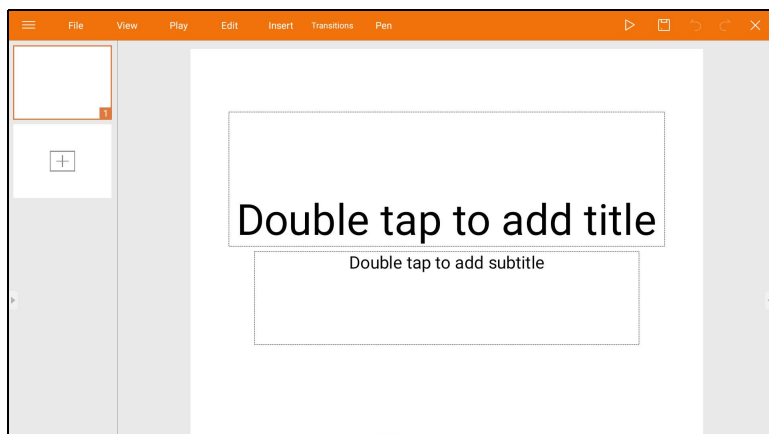 File View Play Edit Insert Transitions Pen
1
Double tap to add title
Double tap to add subtitle